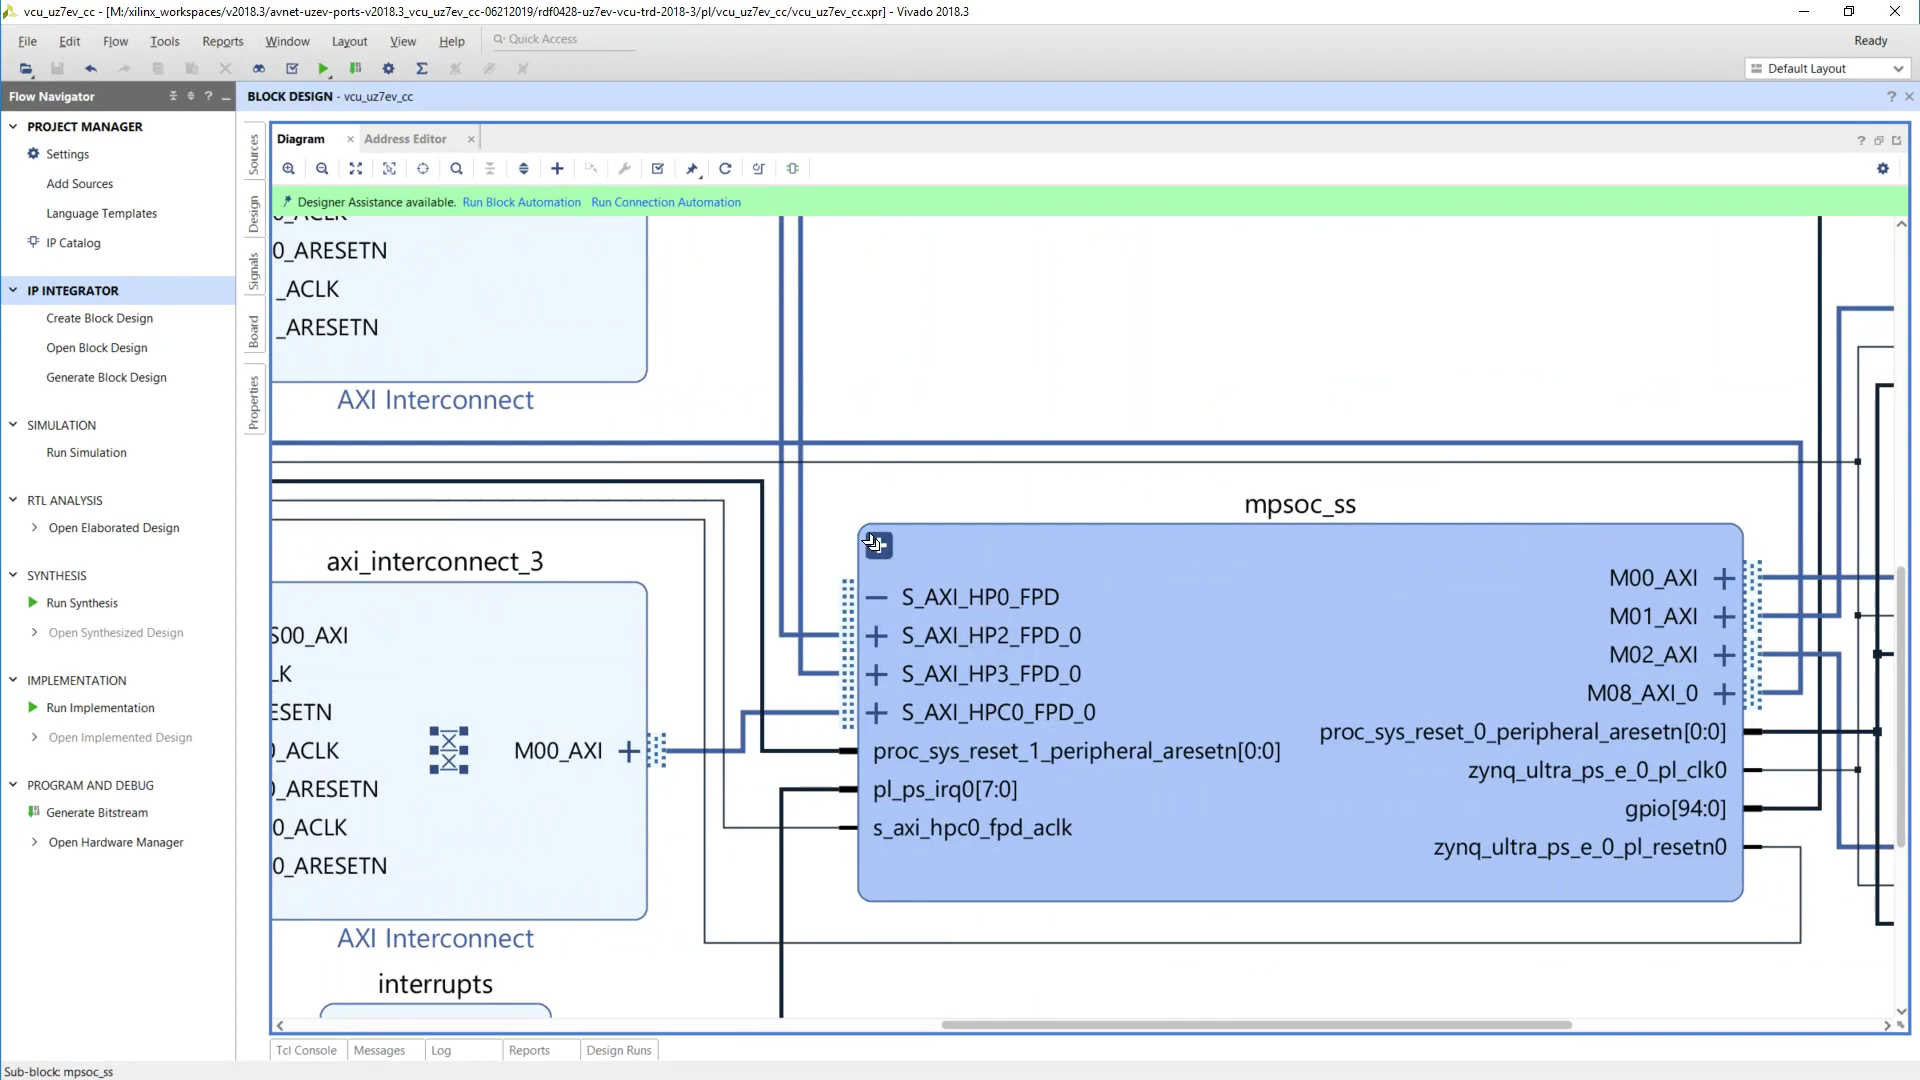 vcu_uz7ev_cc - [M:/xilinx_workspaces/v2018.3/avnet-uzev-ports-v2018.3_vcu_uz7ev_cc-06212019/rdf0428-uz7ev-vcu-trd-2018-3/pl/vcu_uz7ev_cc/vcu_uz7ev_cc.xpr] - Vivado 2018.3
File Edit Flow Tools Reports Window Layout View Help Quick Access Ready
Default Layout
Flow Navigator
BLOCK DESIGN - vcu_uz7ev_cc
PROJECT MANAGER
Settings
Add Sources
Language Templates
IP Catalog
IP INTEGRATOR
Create Block Design
Open Block Design
Generate Block Design
SIMULATION
Run Simulation
RTL ANALYSIS
Open Elaborated Design
SYNTHESIS
Run Synthesis
Open Synthesized Design
IMPLEMENTATION
Run Implementation
Open Implemented Design
PROGRAM AND DEBUG
Generate Bitstream
Open Hardware Manager
Sources
Design
Signals
Board
Properties
Diagram
Address Editor
Designer Assistance available. Run Block Automation Run Connection Automation
0_ACLK
0_ARESETN
_ACLK
_ARESETN
AXI Interconnect
axi_interconnect_3
S00_AXI
LK
ESETN
0_ACLK
M00_AXI
0_ARESETN
0_ACLK
0_ARESETN
AXI Interconnect
interrupts
mpsoc_ss
S_AXI_HP0_FPD
S_AXI_HP2_FPD_0
S_AXI_HP3_FPD_0
S_AXI_HPC0_FPD_0
proc_sys_reset_1_peripheral_aresetn[0:0]
pl_ps_irq0[7:0]
s_axi_hpc0_fpd_aclk
M00_AXI
M01_AXI
M02_AXI
M08_AXI_0
proc_sys_reset_0_peripheral_aresetn[0:0]
zynq_ultra_ps_e_0_pl_clk0
gpio[94:0]
zynq_ultra_ps_e_0_pl_resetn0
Tcl Console Messages Log Reports Design Runs
Sub-block: mpsoc_ss